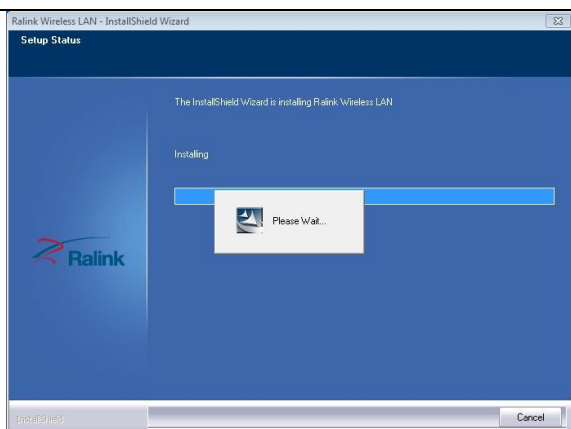 Ralink Wireless LAN - InstallShield Wizard
Setup Status
The InstallShield Wizard is installing Ralink Wireless LAN
Installing
Please Wait...
Ralink
InstallShield
Cancel